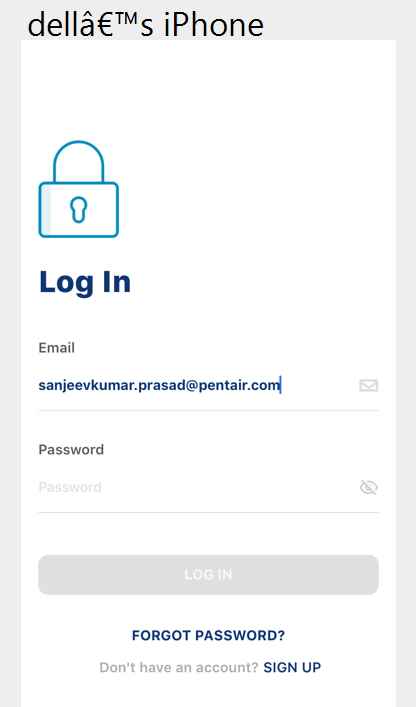 dellâ€™s iPhone
Log In
Email
sanjeevkumar.prasad@pentair.com
Password
Password
LOG IN
FORGOT PASSWORD?
Don't have an account? SIGN UP